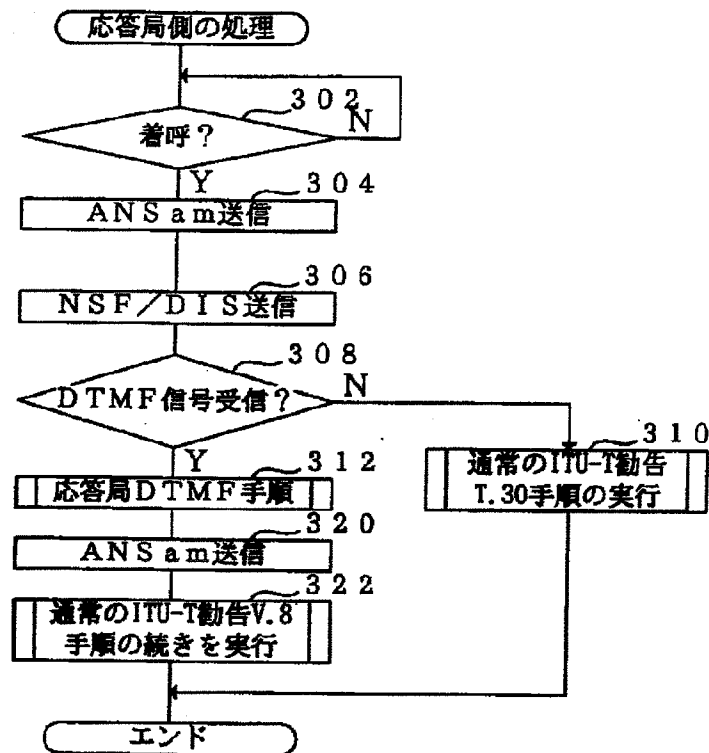 応答局側の処理
302
着呼？
N
Y
304
ANSam送信
306
NSF／DIS送信
308
DTMF信号受信？
N
Y
310
通常のITU-T勧告
T.30手順の実行
312
応答局DTMF手順
320
ANSam送信
322
通常のITU-T勧告V.8
手順の続きを実行
エンド